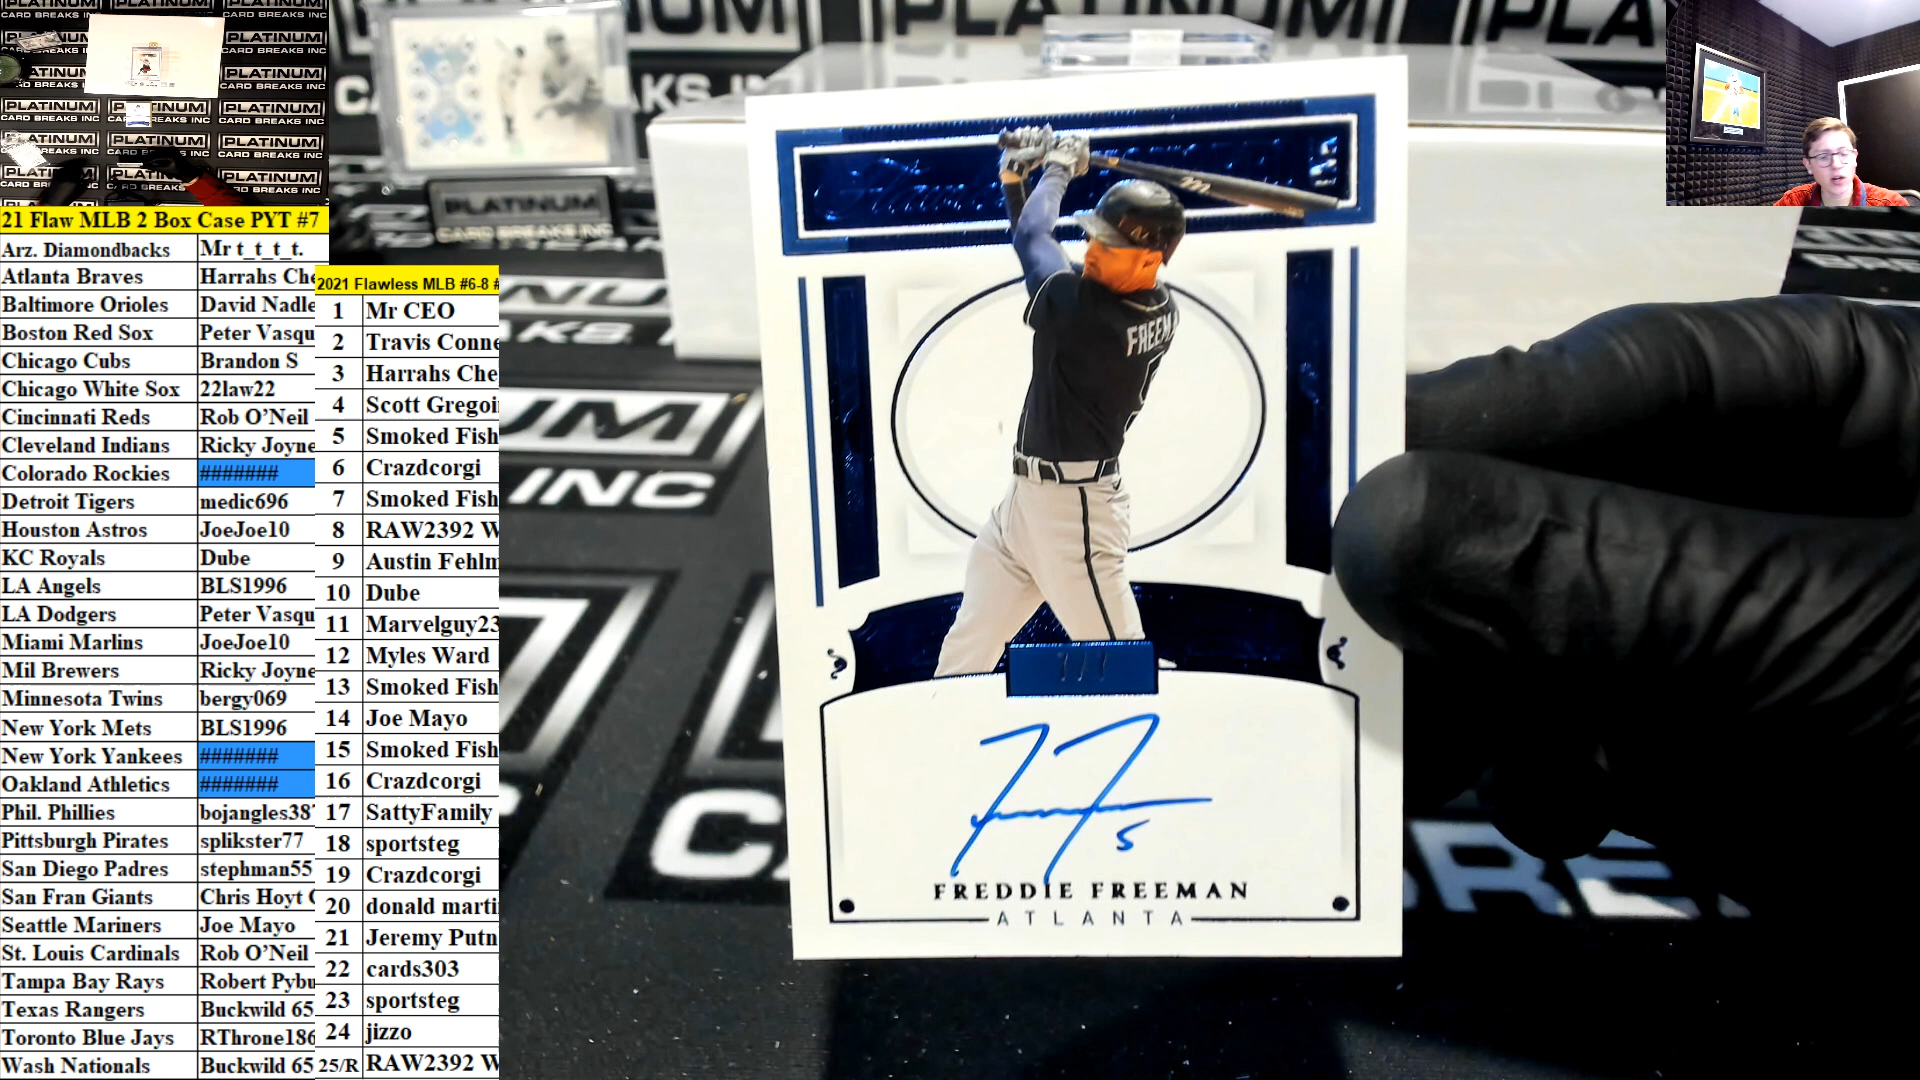 PLATINUM
CARD BREAKS INC
21 Flaw MLB 2 Box Case PYT #7
Arz. Diamondbacks Mr t_t_t_t.
Atlanta Braves Harrahs Che
Baltimore Orioles David Nadle
Boston Red Sox Peter Vasqu
Chicago Cubs Brandon S
Chicago White Sox 22law22
Cincinnati Reds Rob O’Neil
Cleveland Indians Ricky Joyne
Colorado Rockies #######
Detroit Tigers medic696
Houston Astros JoeJoe10
KC Royals Dube
LA Angels BLS1996
LA Dodgers Peter Vasqu
Miami Marlins JoeJoe10
Mil Brewers Ricky Joyne
Minnesota Twins bergy069
New York Mets BLS1996
New York Yankees #######
Oakland Athletics #######
Phil. Phillies bojangles387
Pittsburgh Pirates splikster77
San Diego Padres stephman55
San Fran Giants Chris Hoyt
Seattle Mariners Joe Mayo
St. Louis Cardinals Rob O’Neil
Tampa Bay Rays Robert Pybu
Texas Rangers Buckwild 65
Toronto Blue Jays RThrone186
Wash Nationals Buckwild 65
2021 Flawless MLB #6-8 #
1 Mr CEO
2 Travis Conne
3 Harrahs Che
4 Scott Gregoi
5 Smoked Fish
6 Crazdcorgi
7 Smoked Fish
8 RAW2392 W
9 Austin Fehlm
10 Dube
11 Marvelguy23
12 Myles Ward
13 Smoked Fish
14 Joe Mayo
15 Smoked Fish
16 Crazdcorgi
17 SattyFamily
18 sportsteg
19 Crazdcorgi
20 donald marti
21 Jeremy Putn
22 cards303
23 sportsteg
24 jizzo
25/R RAW2392 W
PLATINUM
CARD BREAKS INC
FREEMA
5
1/1
5
FREDDIE FREEMAN
ATLANTA